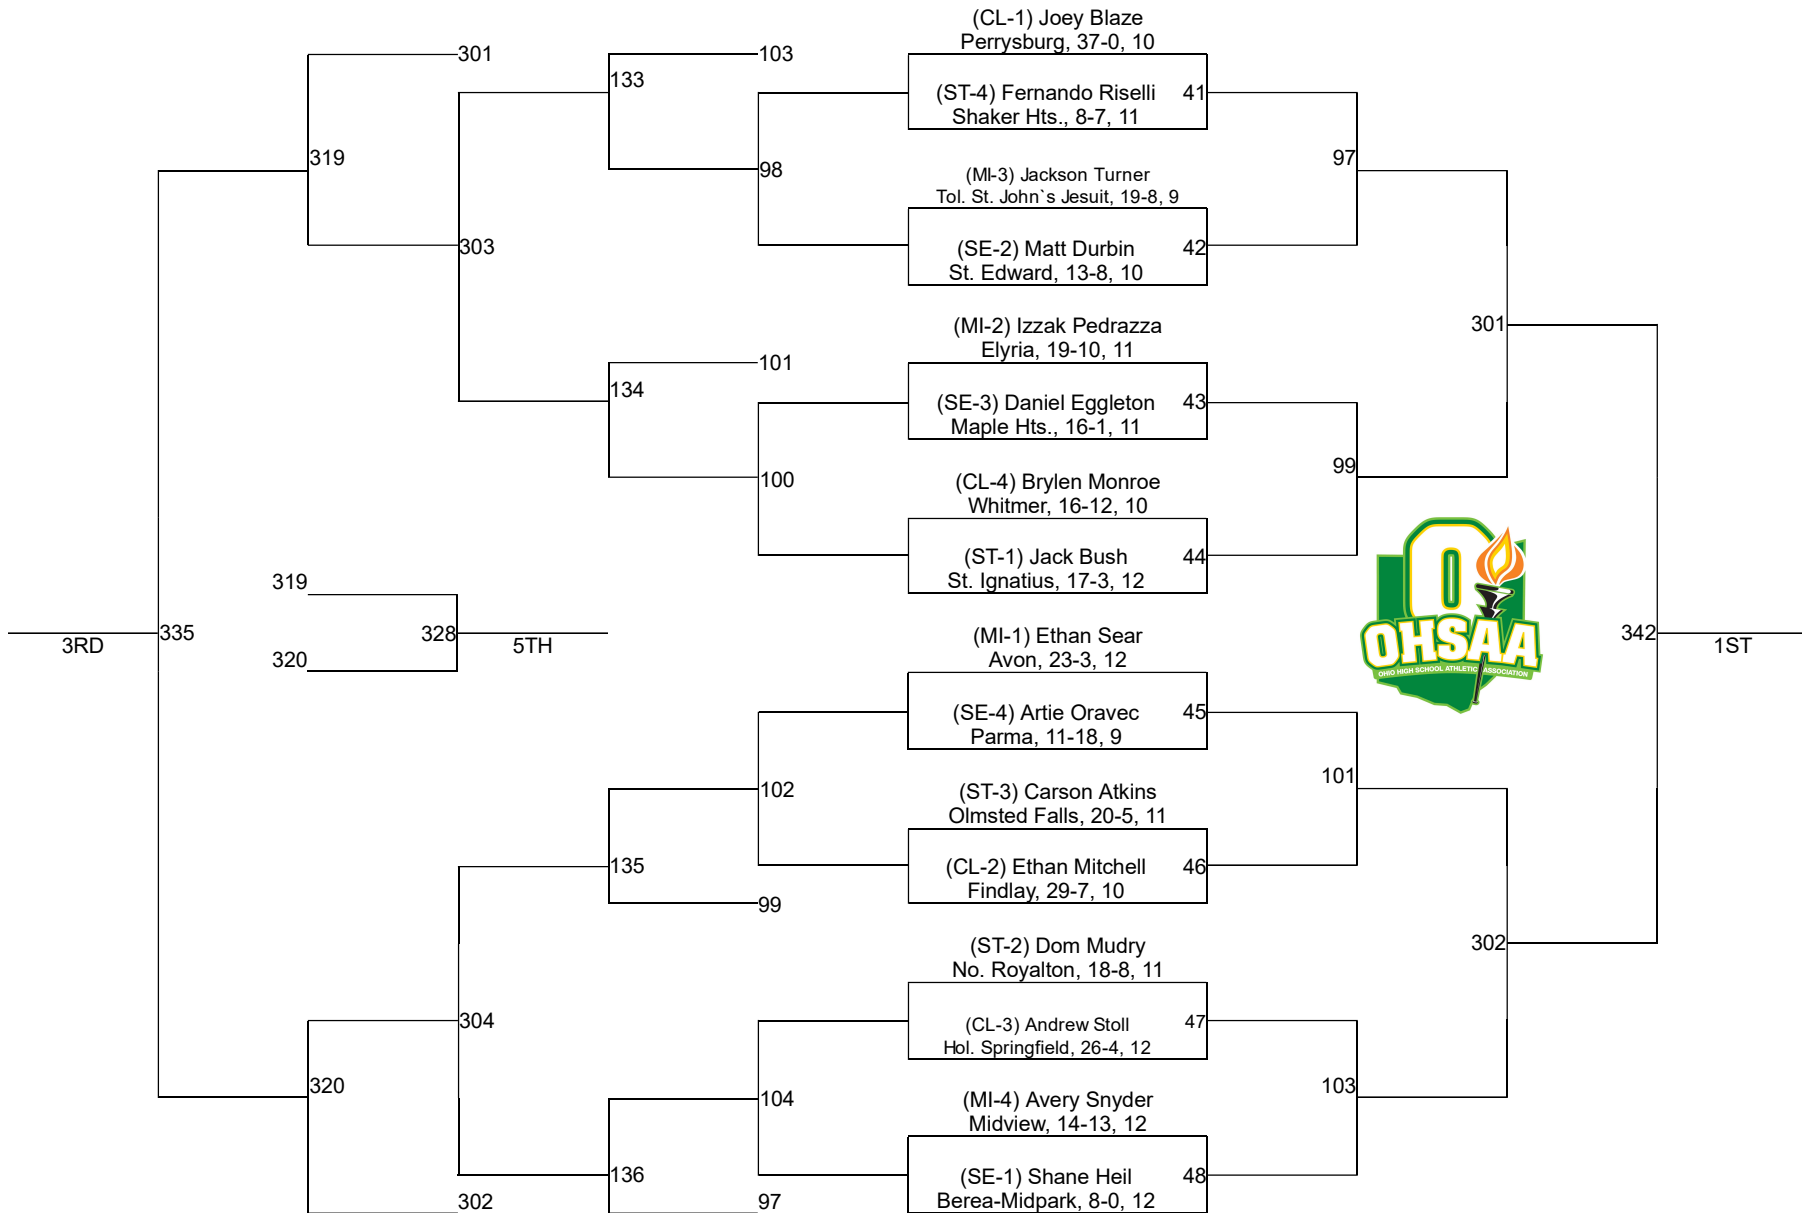 (CL-1) Joey Blaze
Perrysburg, 37-0, 10
301
103
133
(ST-4) Fernando Riselli
41
Shaker Hts., 8-7, 11
319
97
98
(MI-3) Jackson Turner
Tol. St. John`s Jesuit, 19-8, 9
303
(SE-2) Matt Durbin
42
St. Edward, 13-8, 10
(MI-2) Izzak Pedrazza
301
Elyria, 19-10, 11
101
134
(SE-3) Daniel Eggleton
43
Maple Hts., 16-1, 11
99
100
(CL-4) Brylen Monroe
Whitmer, 16-12, 10
(ST-1) Jack Bush
44
St. Ignatius, 17-3, 12
319
O
OHSAA
OHIO HIGH SCHOOL ATHLETIC ASSOCIATION
3RD
335
328
5TH
320
(MI-1) Ethan Sear
Avon, 23-3, 12
342
1ST
(SE-4) Artie Oravec
45
Parma, 11-18, 9
101
102
(ST-3) Carson Atkins
Olmsted Falls, 20-5, 11
135
(CL-2) Ethan Mitchell
46
Findlay, 29-7, 10
99
(ST-2) Dom Mudry
302
No. Royalton, 18-8, 11
304
(CL-3) Andrew Stoll
47
Hol. Springfield, 26-4, 12
320
103
104
(MI-4) Avery Snyder
Midview, 14-13, 12
136
(SE-1) Shane Heil
48
Berea-Midpark, 8-0, 12
302
97